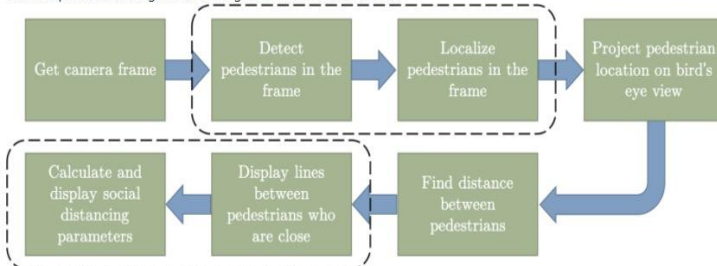 Get camera frame
Detect
pedestrians in the
frame
Localize
pedestrians in the
frame
Project pedestrian
location on bird's
eye view
Calculate and
display social
distancing
parameters
Display lines
between
pedestrians who
are close
Find distance
between
pedestrians